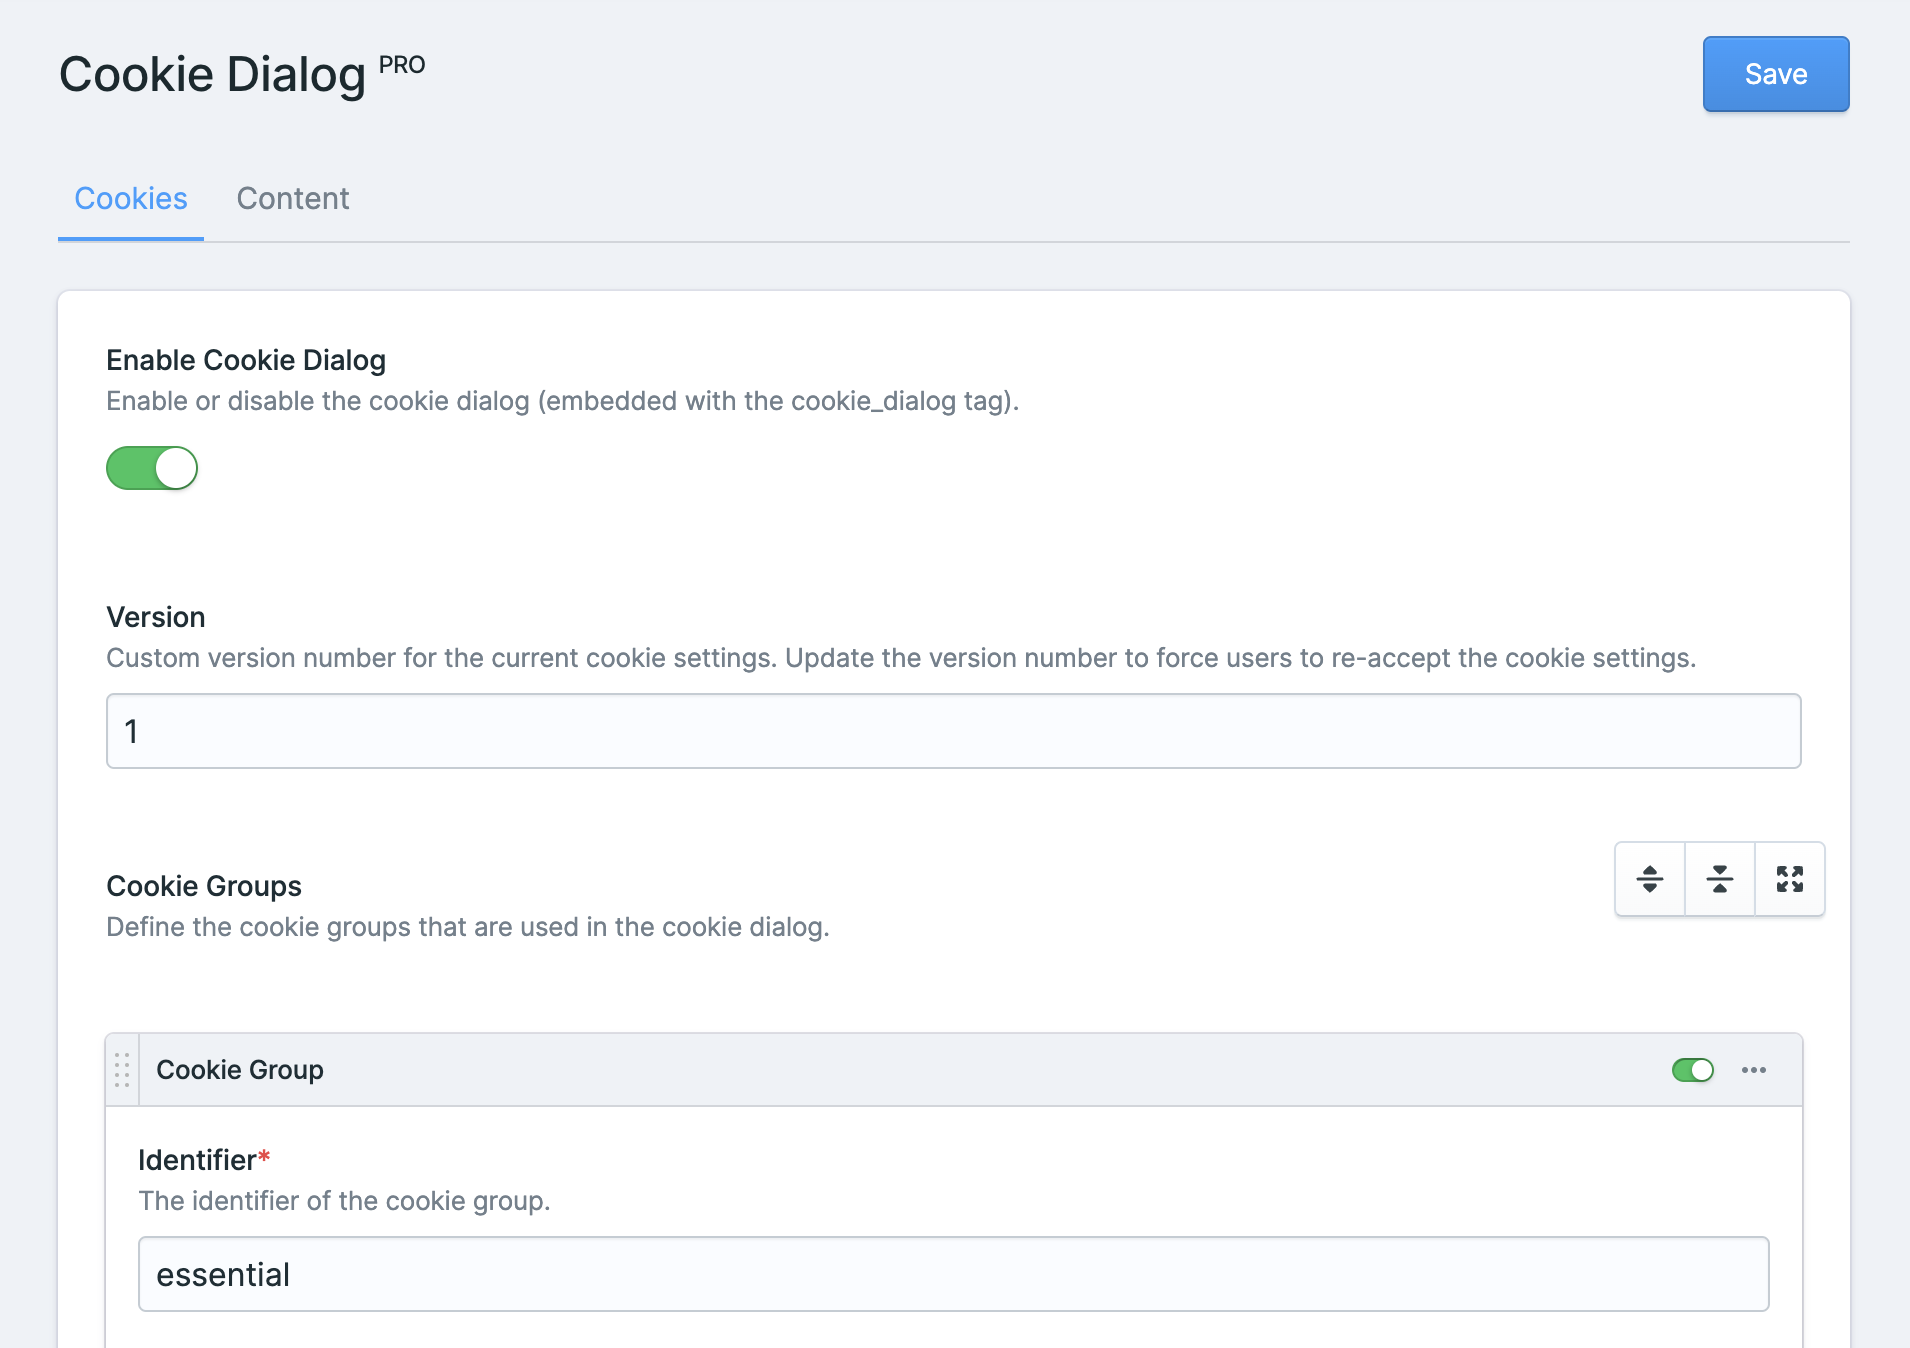 Cookie Dialog PRO
Save
Cookies Content
Enable Cookie Dialog
Enable or disable the cookie dialog (embedded with the cookie_dialog tag).
Version
Custom version number for the current cookie settings. Update the version number to force users to re-accept the cookie settings.
1
Cookie Groups
Define the cookie groups that are used in the cookie dialog.
Cookie Group
Identifier*
The identifier of the cookie group.
essential